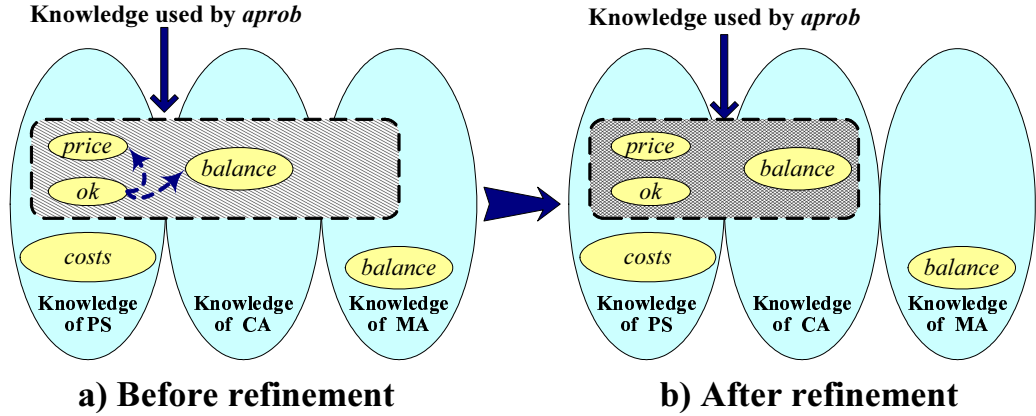 Knowledge used by aprob
price
ok
balance
costs
balance
Knowledge
of PS
Knowledge
of CA
Knowledge
of MA
a) Before refinement
Knowledge used by aprob
price
ok
balance
costs
balance
Knowledge
of PS
Knowledge
of CA
Knowledge
of MA
b) After refinement